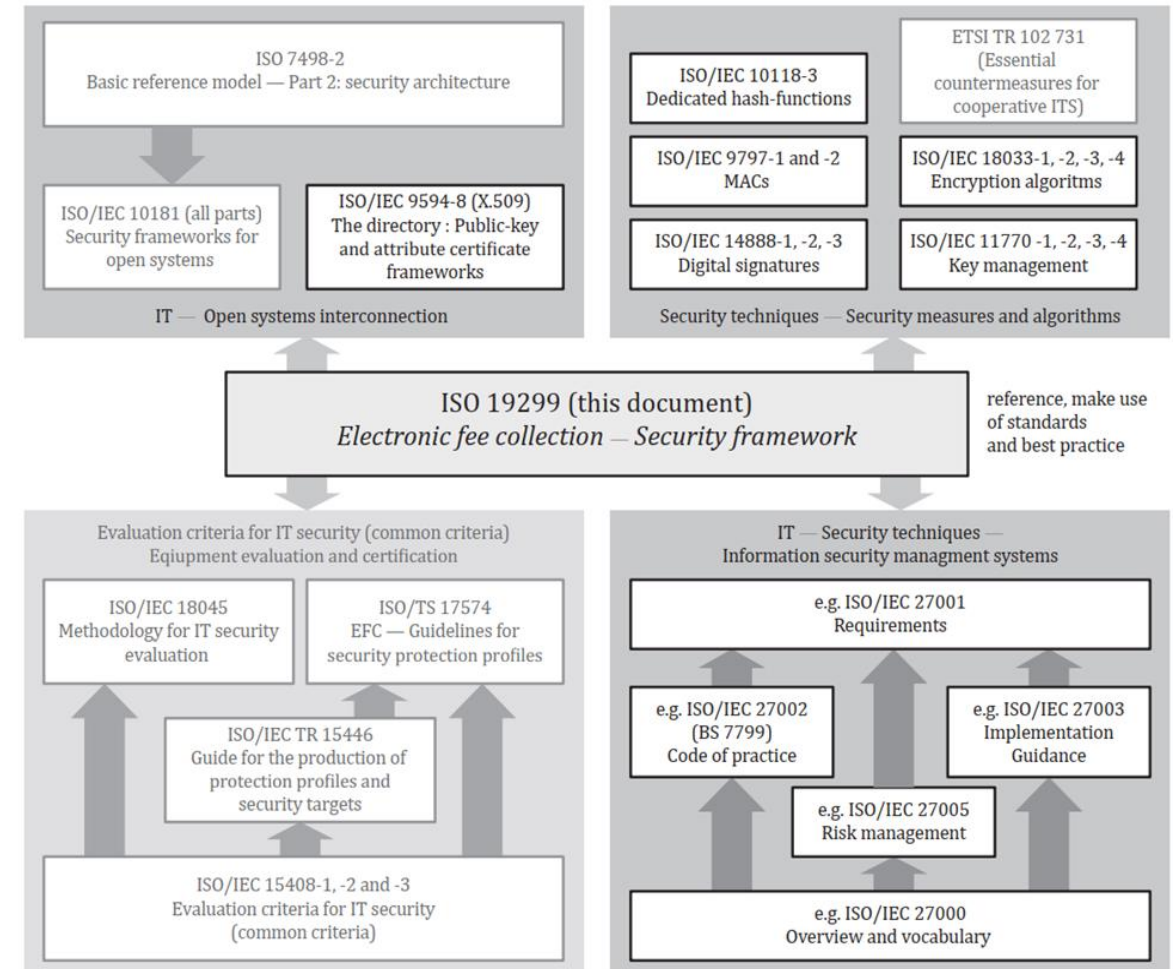 ISO 7498-2
Basic reference model — Part 2: security architecture
ISO/IEC 10181 (all parts)
Security frameworks for
open systems
ISO/IEC 9594-8 (X.509)
The directory : Public-key
and attribute certificate
frameworks
IT — Open systems interconnection
ISO/IEC 10118-3
Dedicated hash-functions
ETSI TR 102 731
(Essential
countermeasures for
cooperative ITS)
ISO/IEC 9797-1 and -2
MACs
ISO/IEC 18033-1, -2, -3, -4
Encryption algoritms
ISO/IEC 14888-1, -2, -3
Digital signatures
ISO/IEC 11770 -1, -2, -3, -4
Key management
Security techniques — Security measures and algorithms
ISO 19299 (this document)
Electronic fee collection — Security framework
reference, make use
of standards
and best practice
Evaluation criteria for IT security (common criteria)
Eqiupment evaluation and certification
ISO/IEC 18045
Methodology for IT security
evaluation
ISO/TS 17574
EFC — Guidelines for
security protection profiles
ISO/IEC TR 15446
Guide for the production of
protection profiles and
security targets
ISO/IEC 15408-1, -2 and -3
Evaluation criteria for IT security
(common criteria)
IT — Security techniques —
Information security managment systems
e.g. ISO/IEC 27001
Requirements
e.g. ISO/IEC 27002
(BS 7799)
Code of practice
e.g. ISO/IEC 27003
Implementation
Guidance
e.g. ISO/IEC 27005
Risk management
e.g. ISO/IEC 27000
Overview and vocabulary